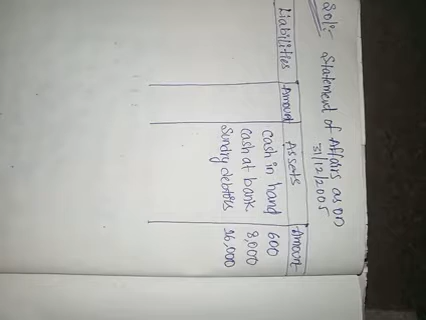 Sol:- Statement of Affairs as on
31/12/2005
Liabilities Amount Assets Amount
Cash in hand 600
Cash at bank 8,000
Sundry debtors 26,000